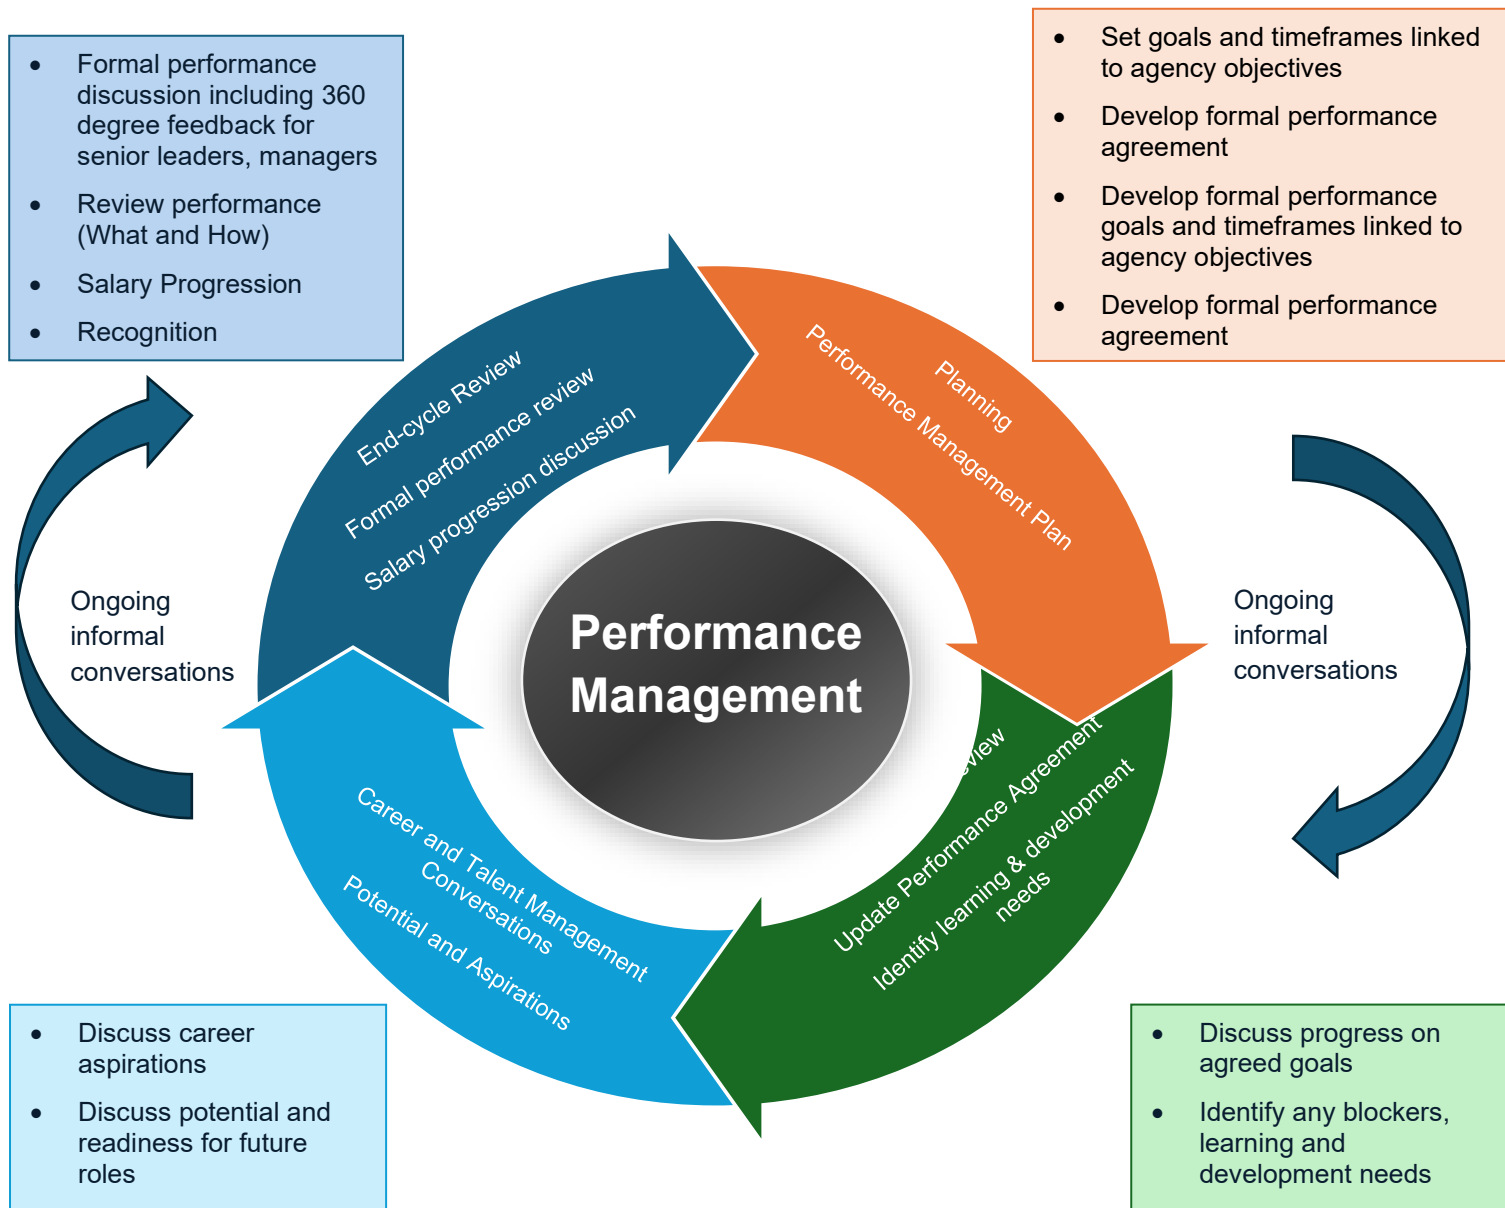 Formal performance
discussion including 360
degree feedback for
senior leaders, managers
Review performance
(What and How)
Salary Progression
Recognition
Set goals and timeframes linked
to agency objectives
Develop formal performance
agreement
Develop formal performance
goals and timeframes linked to
agency objectives
Develop formal performance
agreement
End-cycle Review
Formal performance review
Salary progression discussion
Planning
Performance Management Plan
Ongoing
informal
conversations
Performance
Management
Ongoing
informal
conversations
Update Performance Agreement
Identify learning & development
needs
Career and Talent Management
Conversations
Potential and Aspirations
Discuss career
aspirations
Discuss potential and
readiness for future
roles
Discuss progress on
agreed goals
Identify any blockers,
learning and
development needs